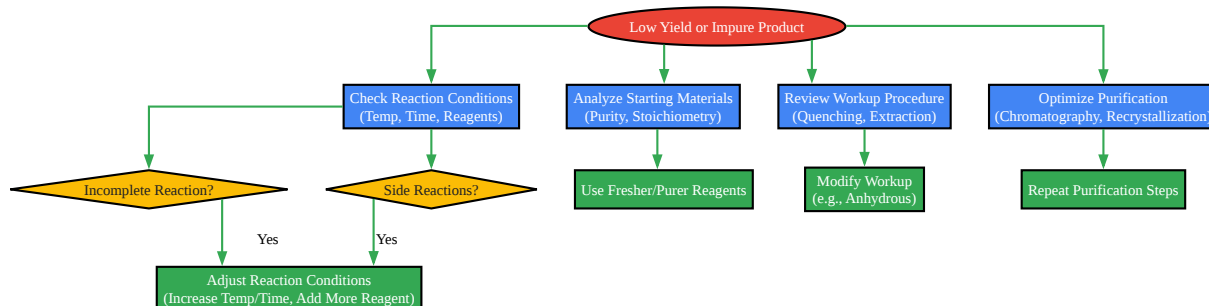 Low Yield or Impure Product
Check Reaction Conditions
(Temp, Time, Reagents)
Analyze Starting Materials
(Purity, Stoichiometry)
Review Workup Procedure
(Quenching, Extraction)
Optimize Purification
(Chromatography, Recrystallization)
Incomplete Reaction?
Side Reactions?
Use Fresher/Purer Reagents
Modify Workup
(e.g., Anhydrous)
Repeat Purification Steps
Yes
Yes
Adjust Reaction Conditions
(Increase Temp/Time, Add More Reagent)